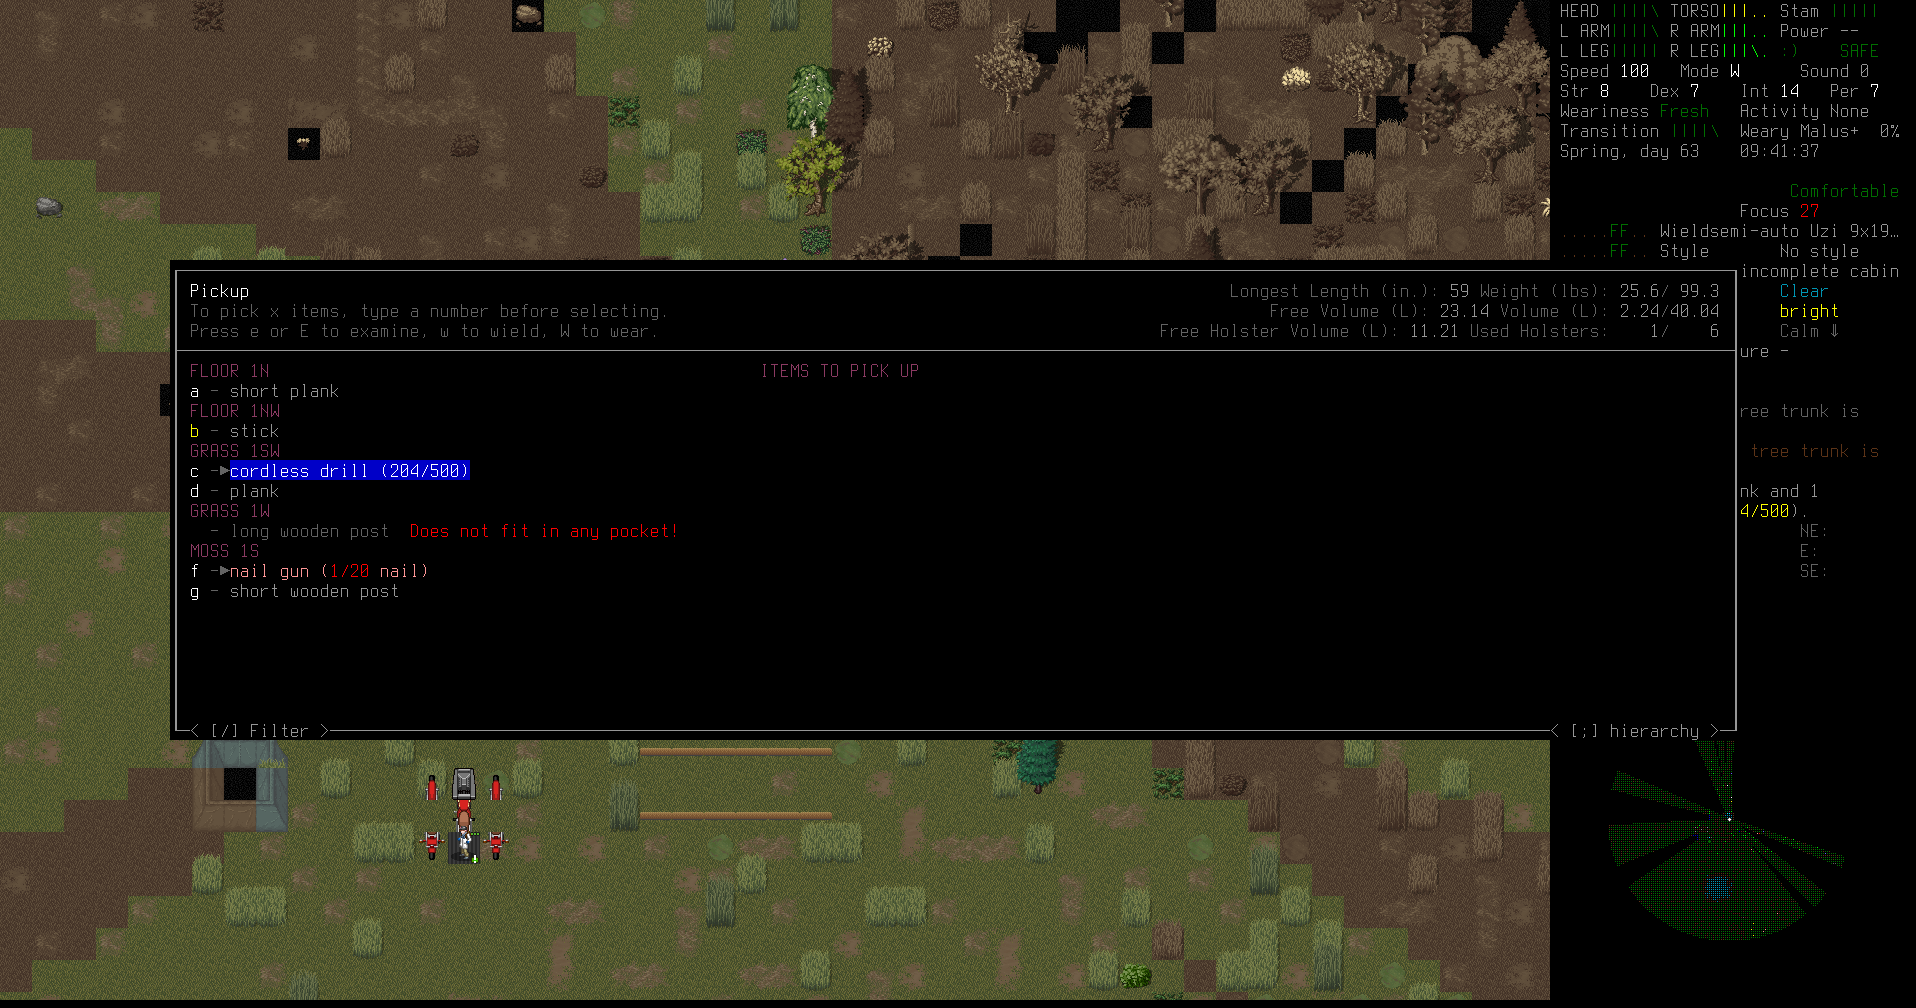 HEAD ||||\ TORSO|||.. Stam |||||
L ARM||||\ R ARM|||.. Power --
L LEG||||| R LEG|||\. :) SAFE
Speed 100 Mode W Sound 0
Str 8 Dex 7 Int 14 Per 7
Weariness Fresh Activity None
Transition ||||\ Weary Malus+ 0%
Spring, day 63 09:41:37
Comfortable
Focus 27
.....FF.. Wieldsemi-auto Uzi 9x19…
.....FF.. Style No style
incomplete cabin
Clear
bright
Calm ⇓
ure -
ree trunk is
tree trunk is
nk and 1
4/500).
NE:
E:
SE:
Pickup
To pick x items, type a number before selecting.
Press e or E to examine, w to wield, W to wear.
Longest Length (in.): 59 Weight (lbs): 25.6/ 99.3
Free Volume (L): 23.14 Volume (L): 2.24/40.04
Free Holster Volume (L): 11.21 Used Holsters: 1/ 6
FLOOR 1N ITEMS TO PICK UP
a - short plank
FLOOR 1NW
b - stick
GRASS 1SW
c -▶cordless drill (204/500)
d - plank
GRASS 1W
- long wooden post Does not fit in any pocket!
MOSS 1S
f -▶nail gun (1/20 nail)
g - short wooden post
< [/] Filter >
< [;] hierarchy >